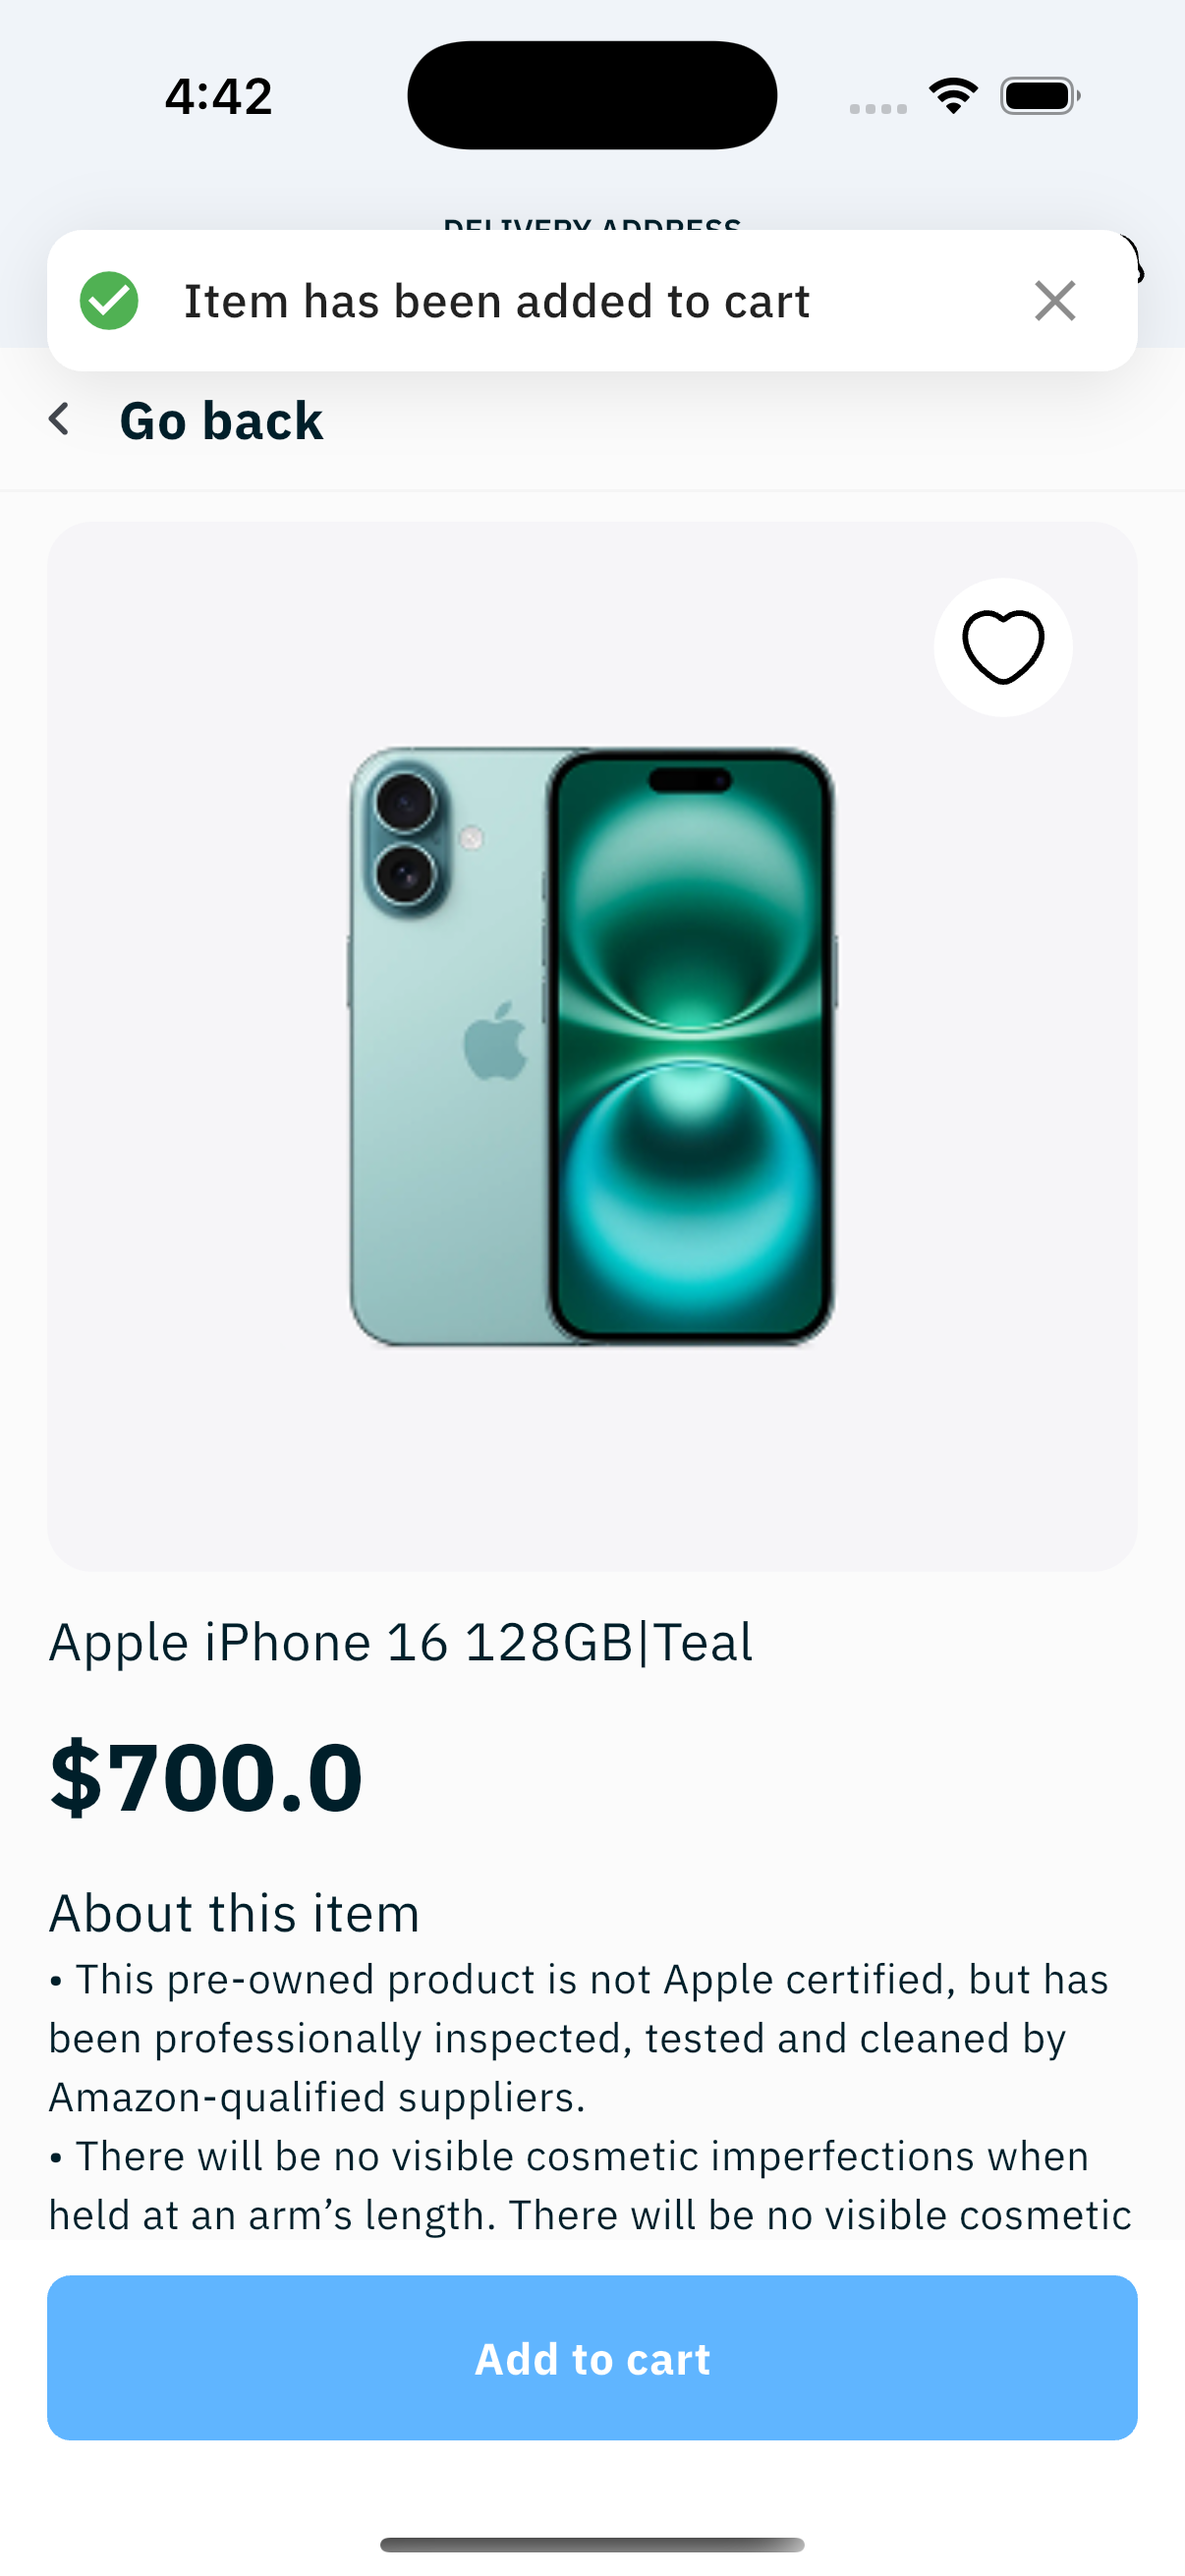 4:42
DELIVERY ADDRESS
Item has been added to cart
Go back
Apple iPhone 16 128GB|Teal
$700.0
About this item
• This pre-owned product is not Apple certified, but has
been professionally inspected, tested and cleaned by
Amazon-qualified suppliers.
• There will be no visible cosmetic imperfections when
held at an arm’s length. There will be no visible cosmetic
Add to cart